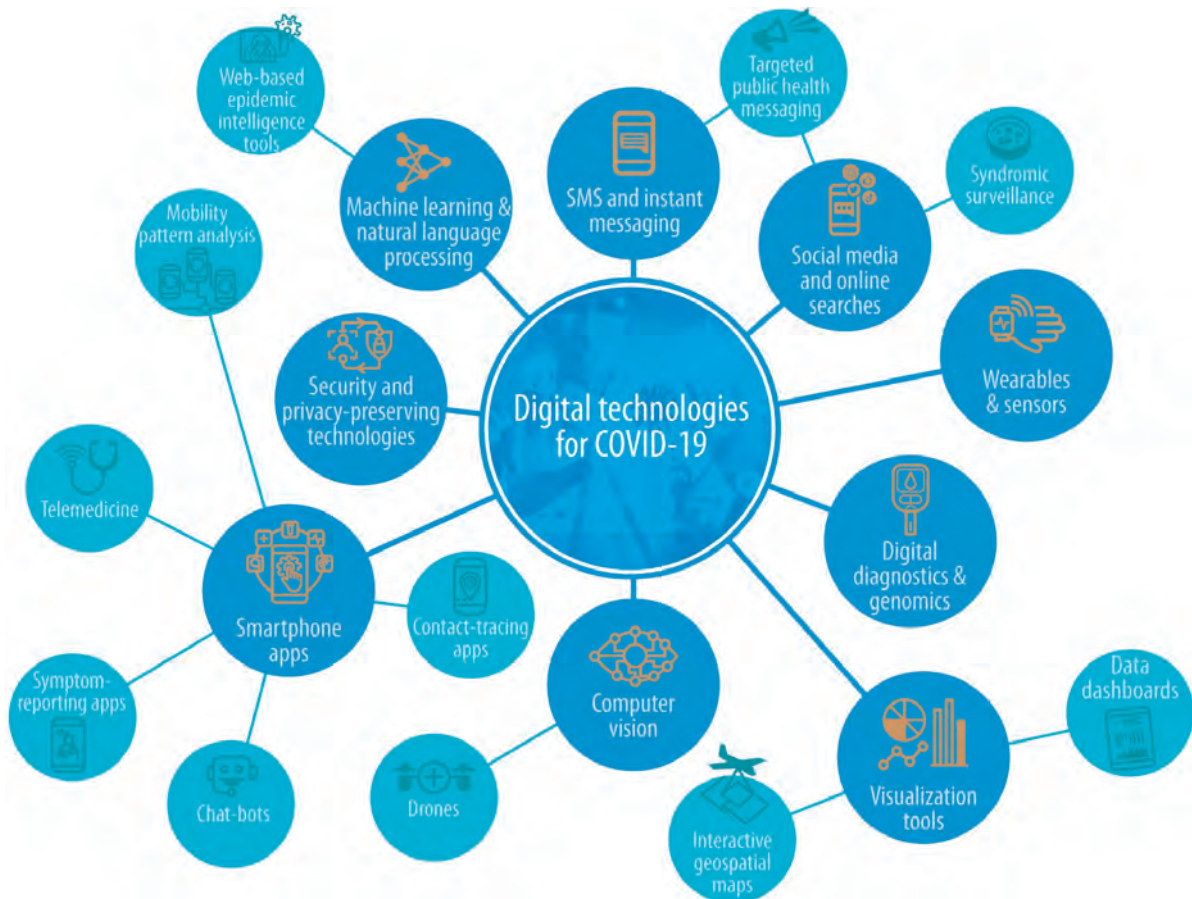 Web-based
epidemic
intelligence
tools
Machine learning &
natural language
processing
SMS and instant
messaging
Targeted
public health
messaging
Syndromic
surveillance
Social media
and online
searches
Mobility
pattern analysis
Security and
privacy-preserving
technologies
Digital technologies
for COVID-19
Wearables
& sensors
Telemedicine
Digital
diagnostics &
genomics
Smartphone
apps
Contact-tracing
apps
Symptom-
reporting apps
Chat-bots
Computer
vision
Drones
Data
dashboards
Visualization
tools
Interactive
geospatial
maps